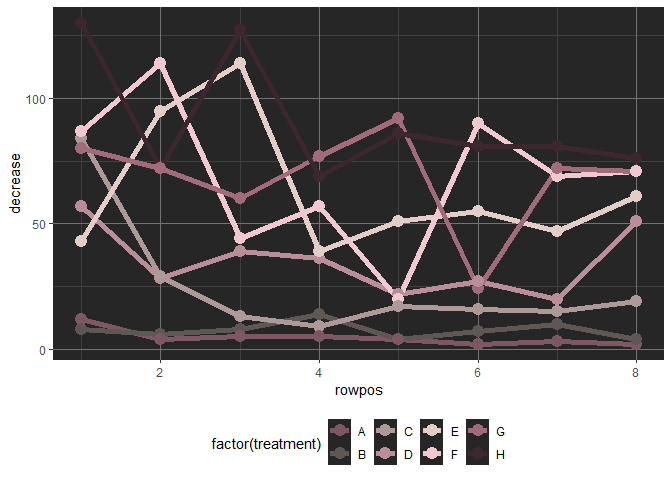 decrease
100
50
0
2 4 6 8
rowpos
factor(treatment) A C E G
B D F H